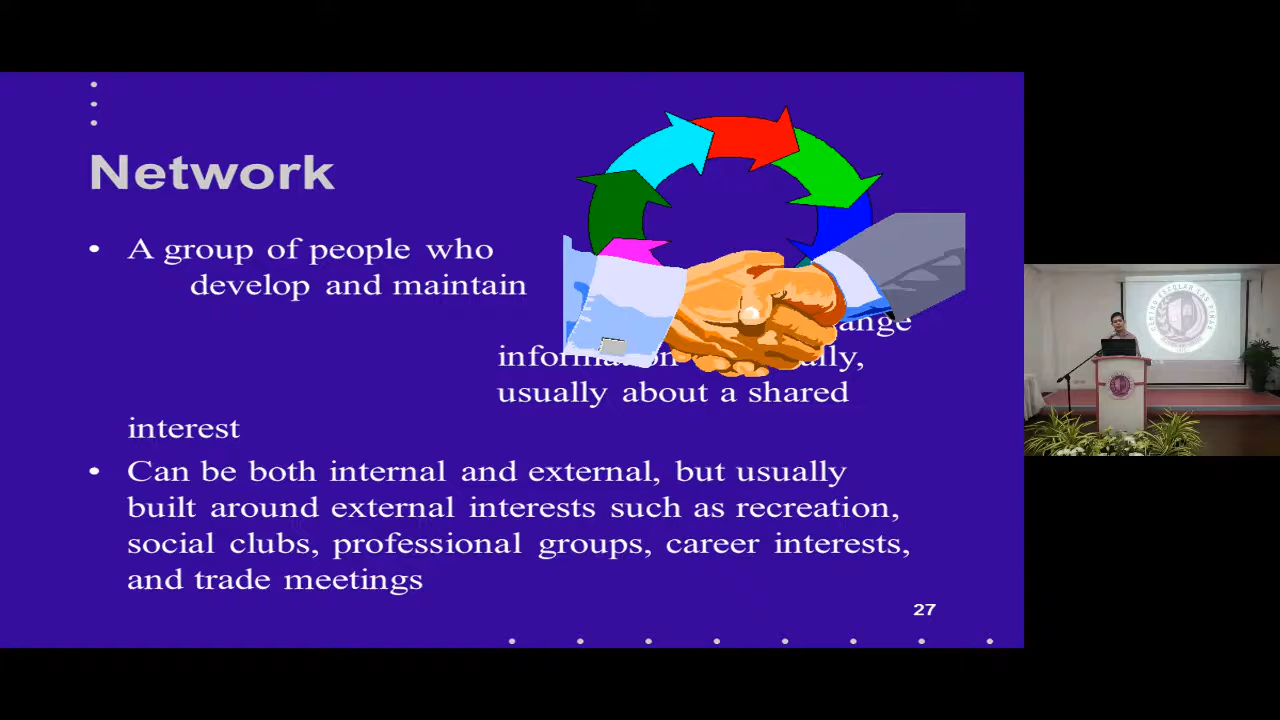 Network
• A group of people who
develop and maintain
ange
information ally,
usually about a shared
interest
• Can be both internal and external, but usually
built around external interests such as recreation,
social clubs, professional groups, career interests,
and trade meetings
27